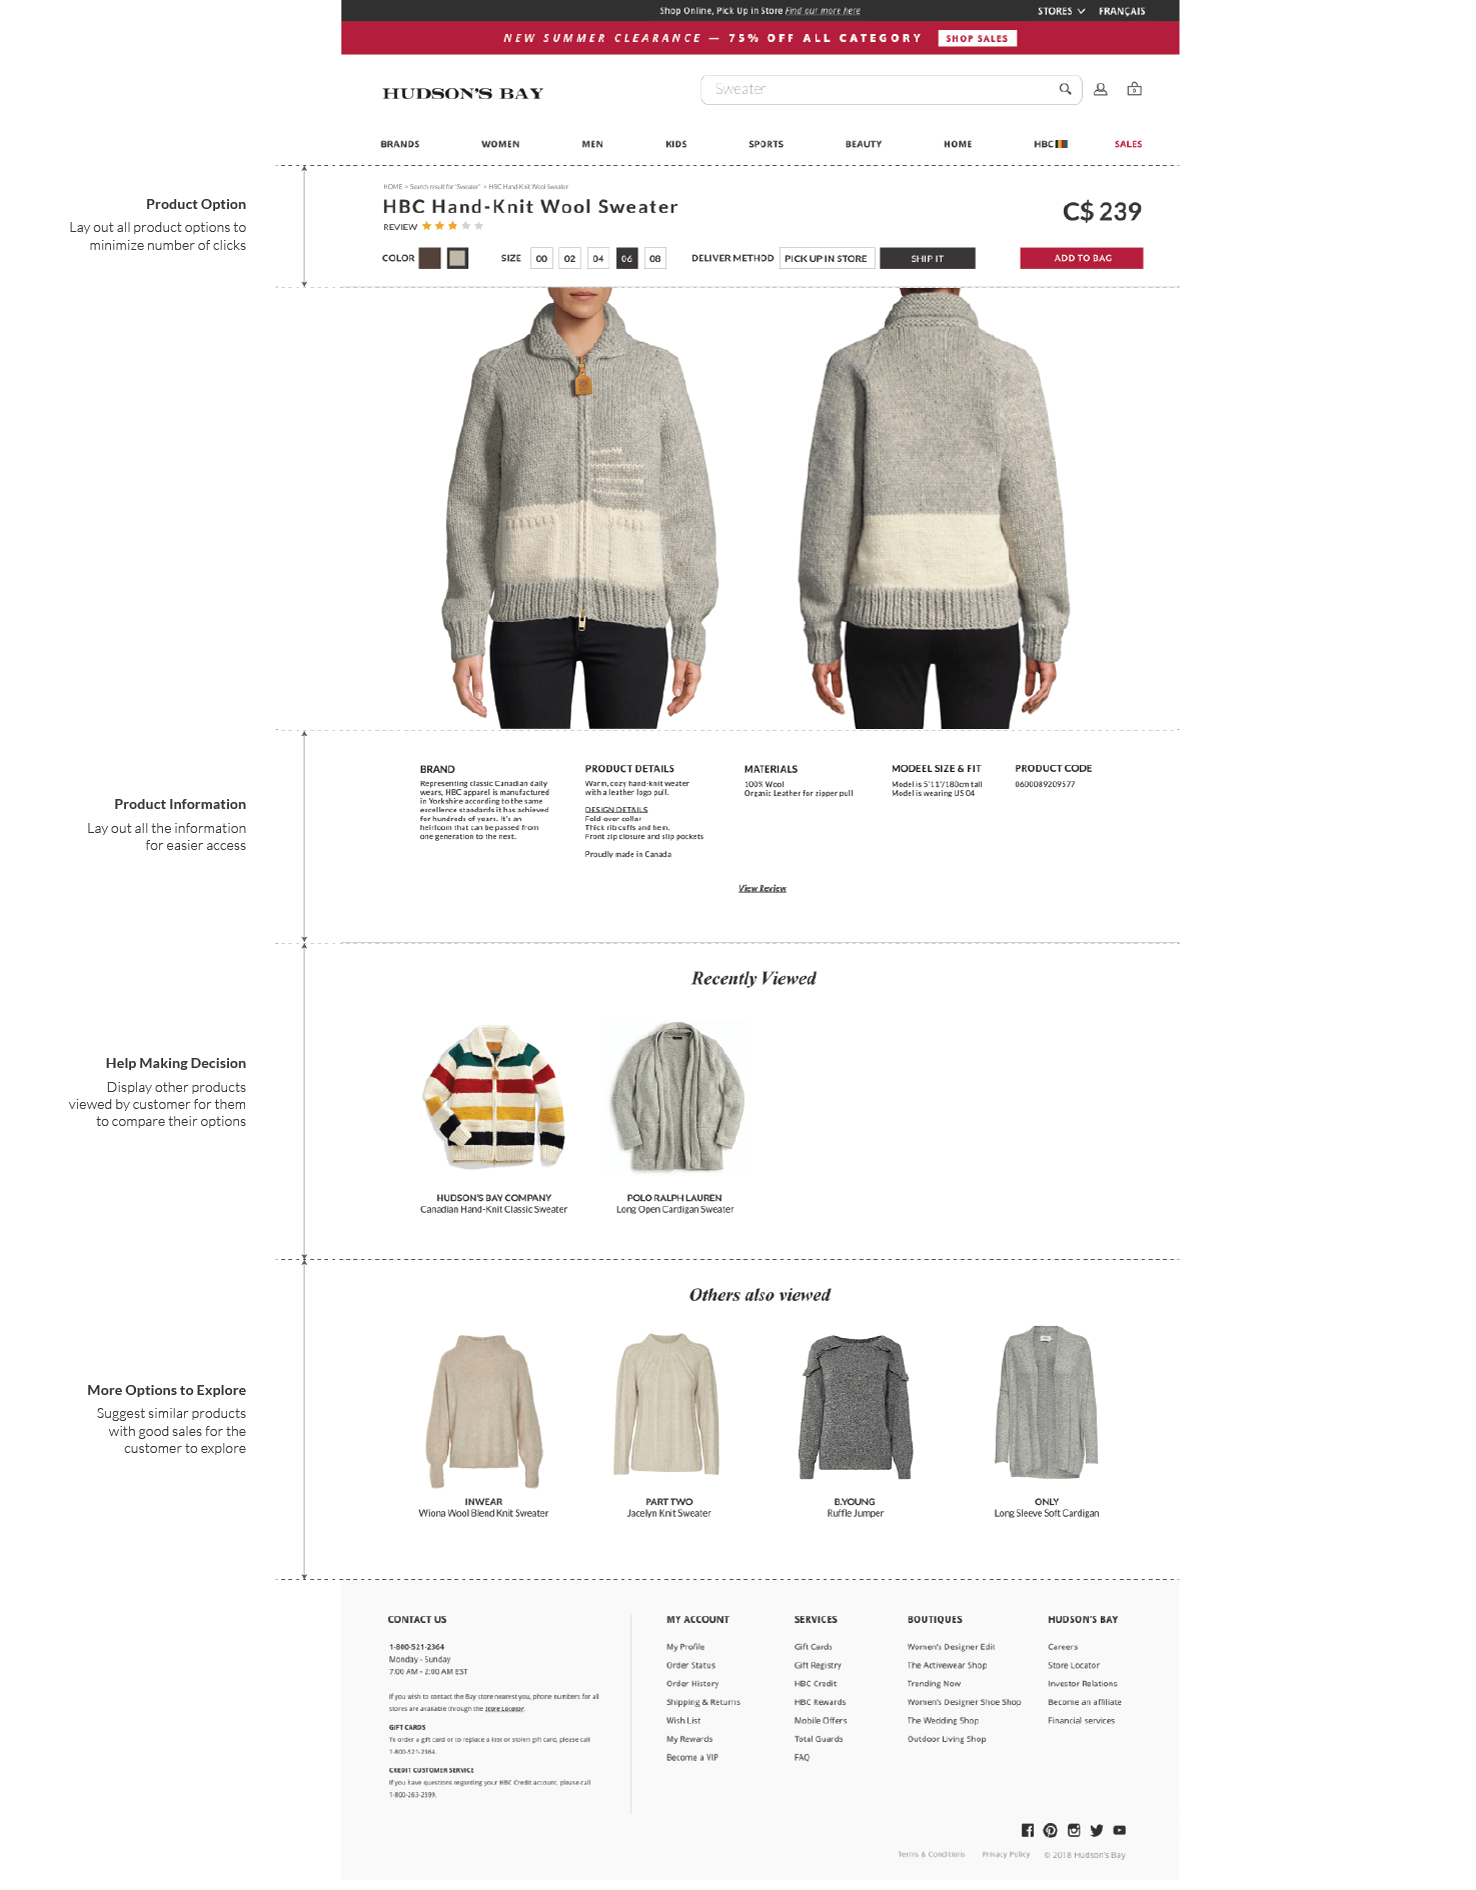 Shop Online, Pick Up in Store Find our more here
STORES FRANÇAIS
NEW SUMMER CLEARANCE — 75% OFF ALL CATEGORY SHOP SALES
HUDSON'S BAY
Sweater
0
BRANDS WOMEN MEN KIDS SPORTS BEAUTY HOME HBC SALES
Product Option
Lay out all product options to
minimize number of clicks
HOME > Search result for "Sweater" > HBC Hand-Knit Wool Sweater
HBC Hand-Knit Wool Sweater
C$ 239
REVIEW
COLOR SIZE 00 02 04 06 08 DELIVER METHOD PICK UP IN STORE SHIP IT ADD TO BAG
Product Information
Lay out all the information
for easier access
BRAND
Representing classic Canadian daily
wears, HBC apparel is manufactured
in Yorkshire according to the same
excellence standards it has achieved
for hundreds of years. It's an
heirloom that can be passed from
one generation to the next.
PRODUCT DETAILS
Warm, cozy hand-knit weater
with a leather logo pull.
DESIGN DETAILS
Fold-over collar
Thick rib cuffs and hem.
Front zip closure and slip pockets
Proudly made in Canada
MATERIALS
100% Wool
Organic Leather for zipper pull
MODEEL SIZE & FIT
Model is 5'11"/180cm tall
Model is wearing US 04
PRODUCT CODE
0600089209577
View Review
Help Making Decision
Display other products
viewed by customer for them
to compare their options
Recently Viewed
HUDSON'S BAY COMPANY
Canadian Hand-Knit Classic Sweater
POLO RALPH LAUREN
Long Open Cardigan Sweater
More Options to Explore
Suggest similar products
with good sales for the
customer to explore
Others also viewed
INWEAR
Wiona Wool Blend Knit Sweater
PART TWO
Jacelyn Knit Sweater
B.YOUNG
Ruffle Jumper
ONLY
Long Sleeve Soft Cardigan
CONTACT US
1-800-521-2364
Monday - Sunday
7:00 AM - 2:00 AM EST
If you wish to contact the Bay store nearest you, phone numbers for all
stores are available through the Store Locator.
GIFT CARDS
To order a gift card or to replace a lost or stolen gift card, please call
1-800-521-2364.
CREDIT CUSTOMER SERVICE
If you have questions regarding your HBC Credit account, please call
1-800-263-2599.
MY ACCOUNT
My Profile
Order Status
Order History
Shipping & Returns
Wish List
My Rewards
Become a VIP
SERVICES
Gift Cards
Gift Registry
HBC Credit
HBC Rewards
Mobile Offers
Total Guards
FAQ
BOUTIQUES
Women's Designer Edit
The Activewear Shop
Trending Now
Women's Designer Shoe Shop
The Wedding Shop
Outdoor Living Shop
HUDSON'S BAY
Careers
Store Locator
Investor Relations
Become an affiliate
Financial services
Terms & Conditions Privacy Policy © 2018 Hudson's Bay